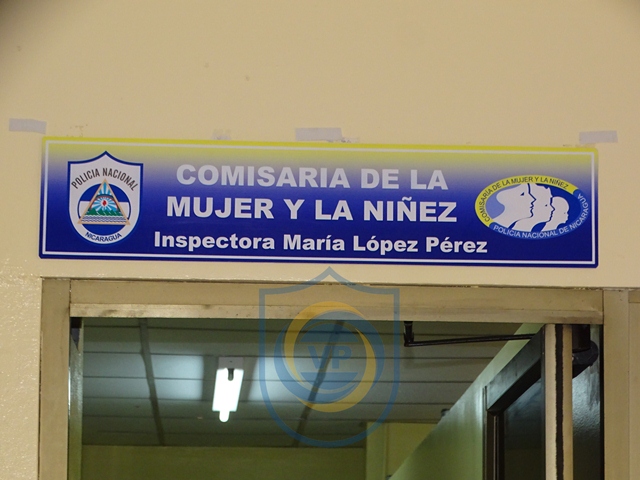 COMISARIA DE LA
MUJER Y LA NIÑEZ
Inspectora María López Pérez
POLICIA NACIONAL
NICARAGUA
COMISARIA DE LA MUJER Y LA NIÑEZ
POLICIA NACIONAL DE NICARAGUA
VP